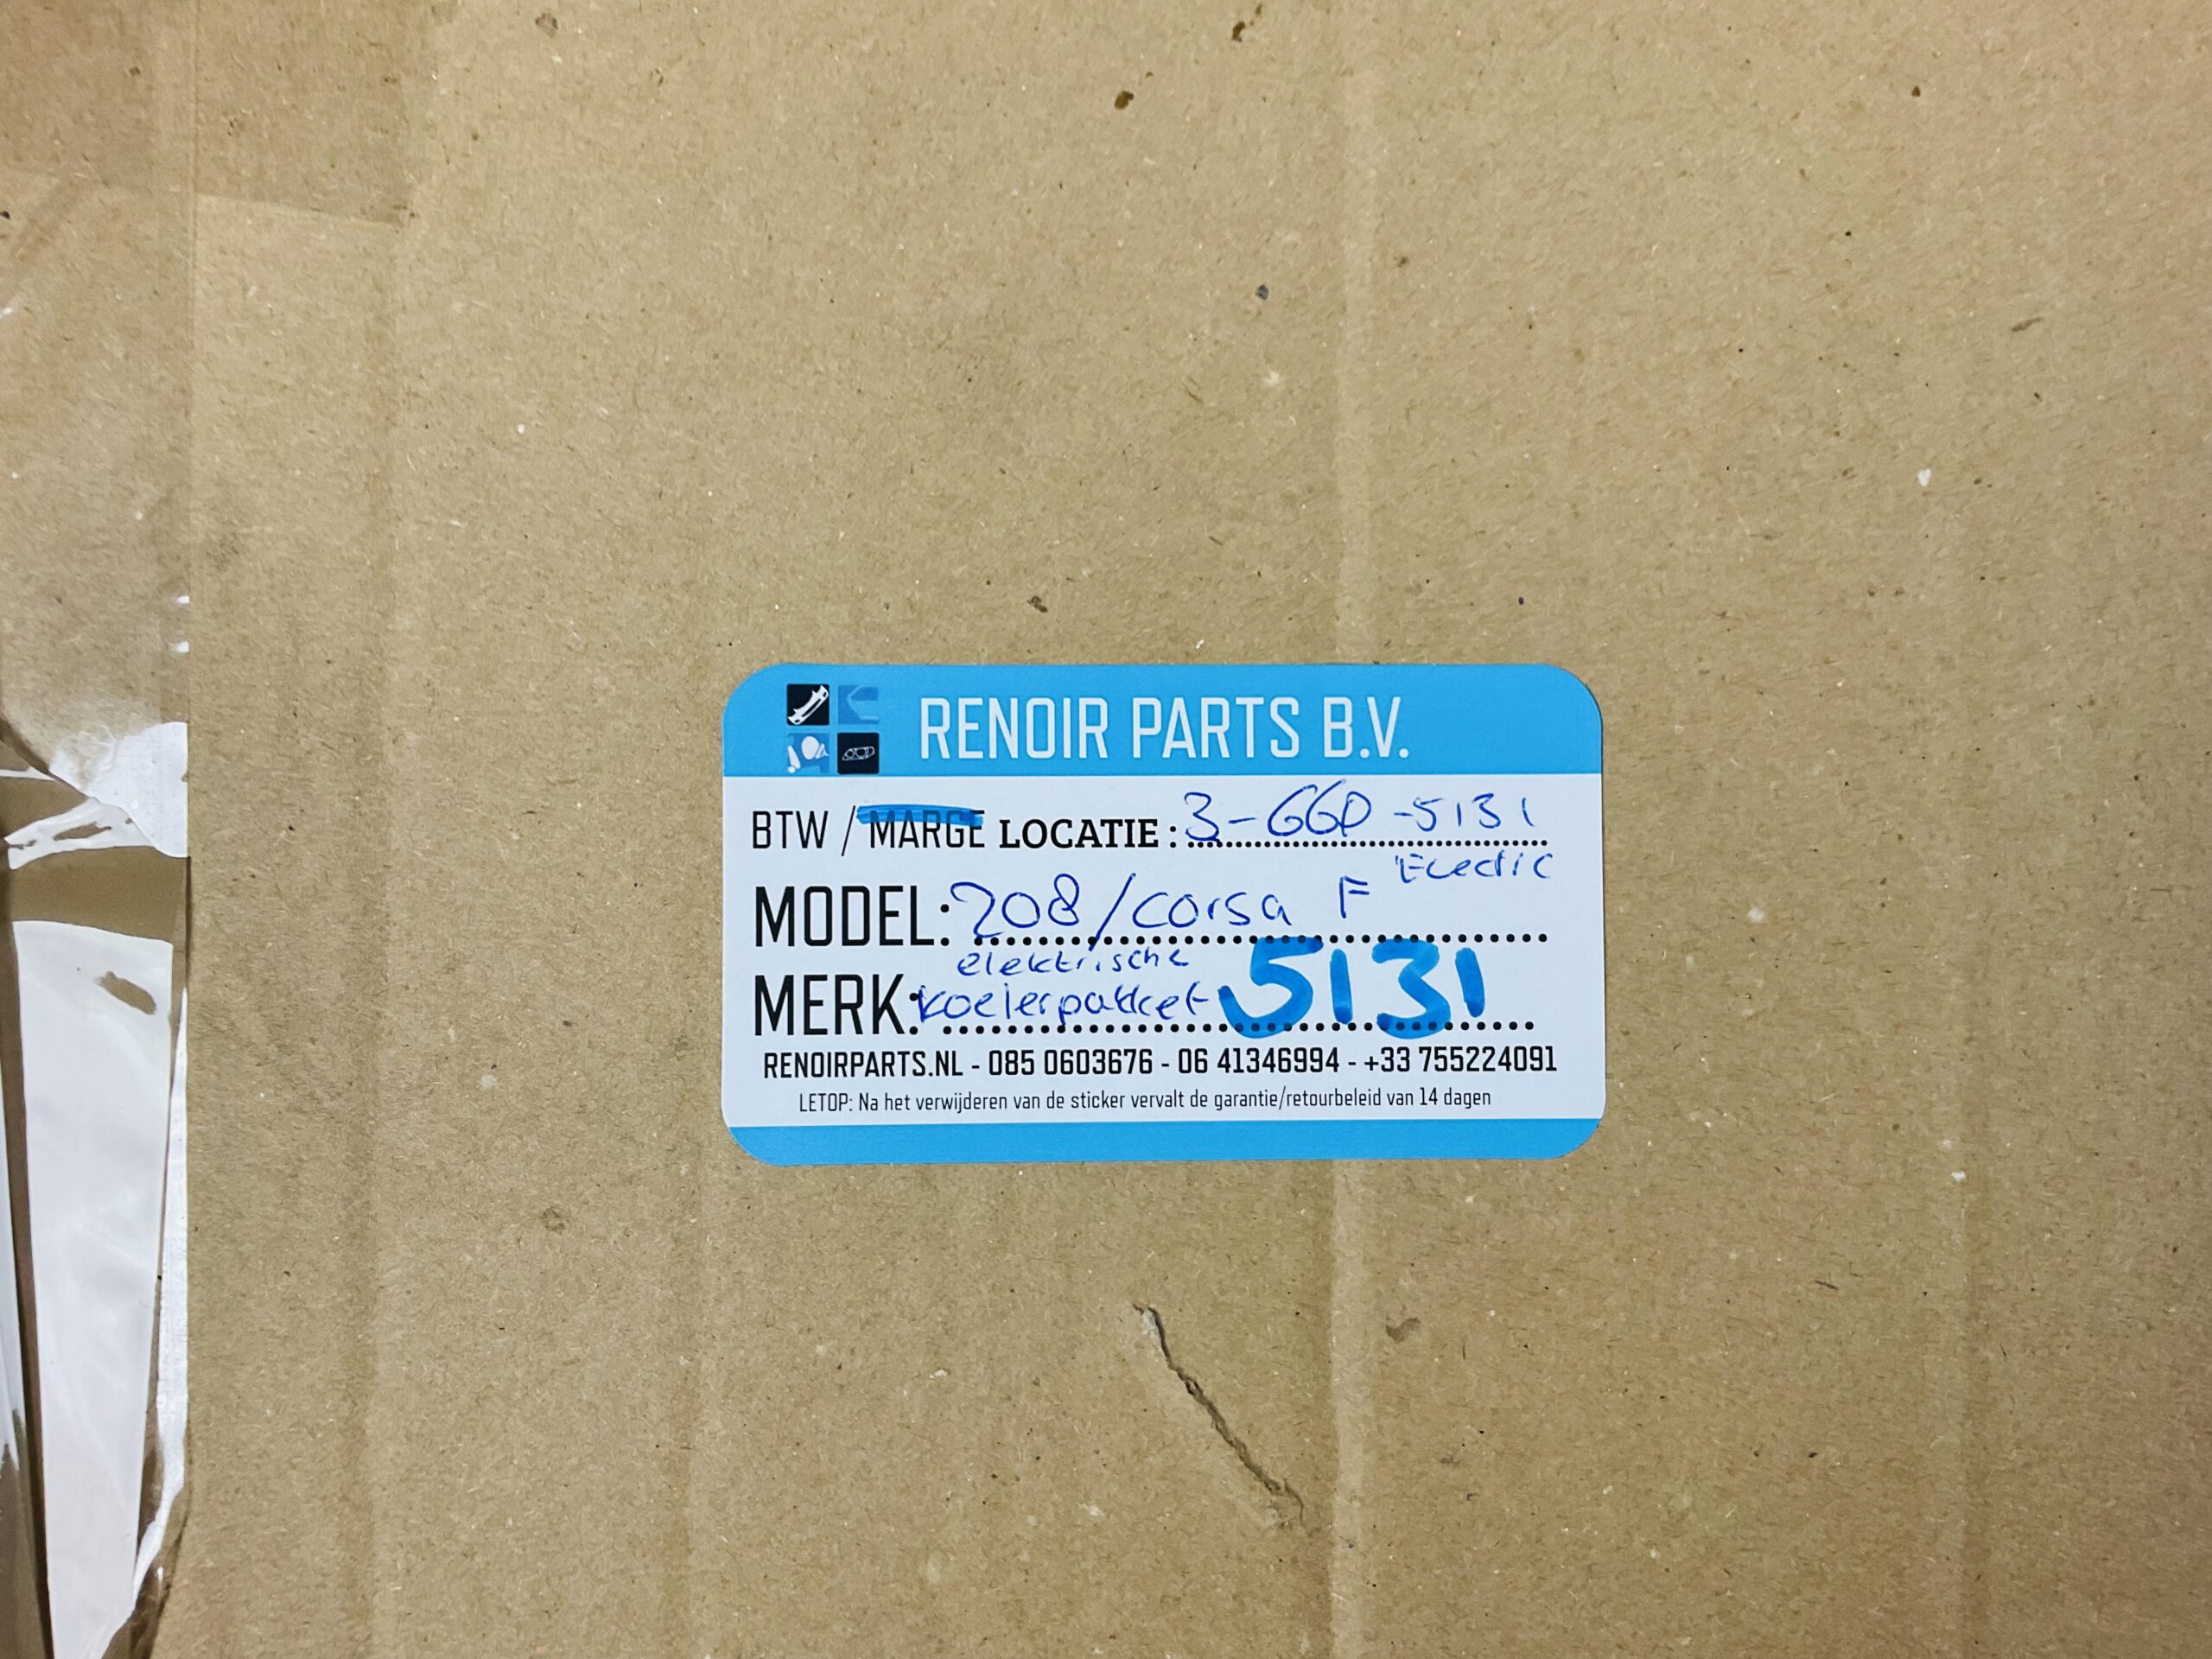 RENOIR PARTS B.V.
BTW / MARGE LOCATIE : 3-GGD-5131
Electric
MODEL: 208/corsa F
elektrische
MERK: koelerpakket 5131
RENOIRPARTS.NL - 085 0603676 - 06 41346994 - +33 755224091
LETOP: Na het verwijderen van de sticker vervalt de garantie/retourbeleid van 14 dagen